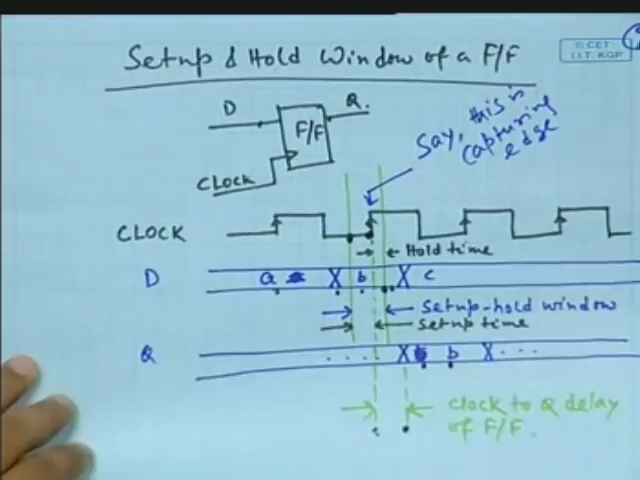 Setup & Hold Window of a F/F
© CET
I.I.T. KGP
D
Q.
F/F
CLOCK
Say, this is
capturing
edge
CLOCK
Hold time
D
a
X
b
X
c
Setup-hold window
Setup time
Q
....
X
b
X
...
Clock to Q delay
of F/F.